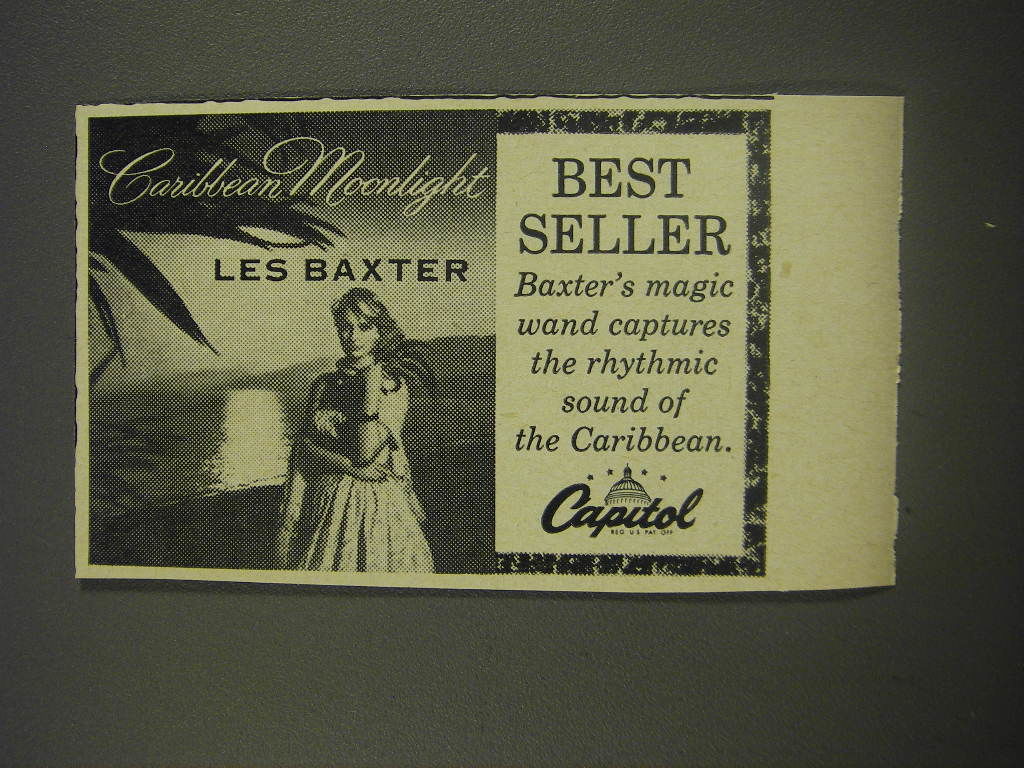 Caribbean Moonlight
LES BAXTER
BEST
SELLER
Baxter's magic
wand captures
the rhythmic
sound of
the Caribbean.
Capitol
REG. U.S. PAT. OFF.